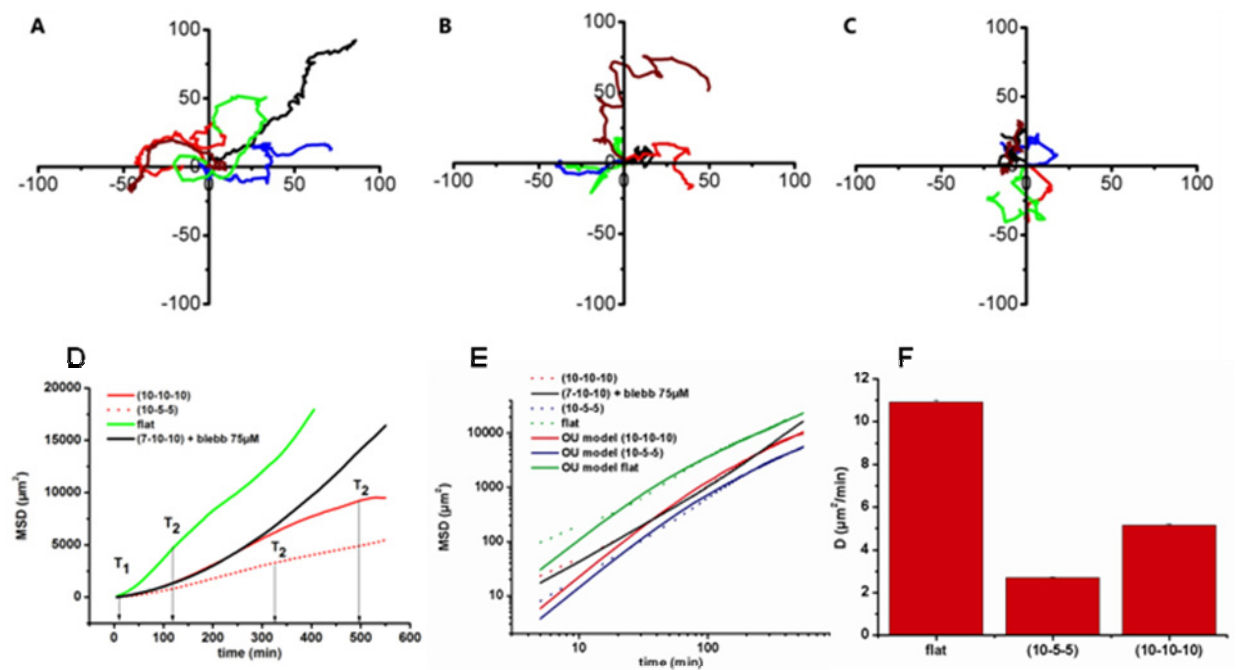 A
100
50
0
-100
-50
0
50
100
-50
-100
B
100
50
0
-100
-50
0
50
100
-50
-100
C
100
50
0
-100
-50
0
50
100
-50
-100
D
20000
15000
10000
5000
0
MSD (µm²)
(10-10-10)
(10-5-5)
flat
(7-10-10) + blebb 75µM
T1
T2
T2
T2
0
100
200
300
400
500
600
time (min)
E
(10-10-10)
(7-10-10) + blebb 75µM
(10-5-5)
flat
OU model (10-10-10)
OU model (10-5-5)
OU model flat
10000
1000
100
10
MSD (µm²)
10
100
time (min)
F
12
10
8
6
4
2
0
D (µm²/min)
flat
(10-5-5)
(10-10-10)